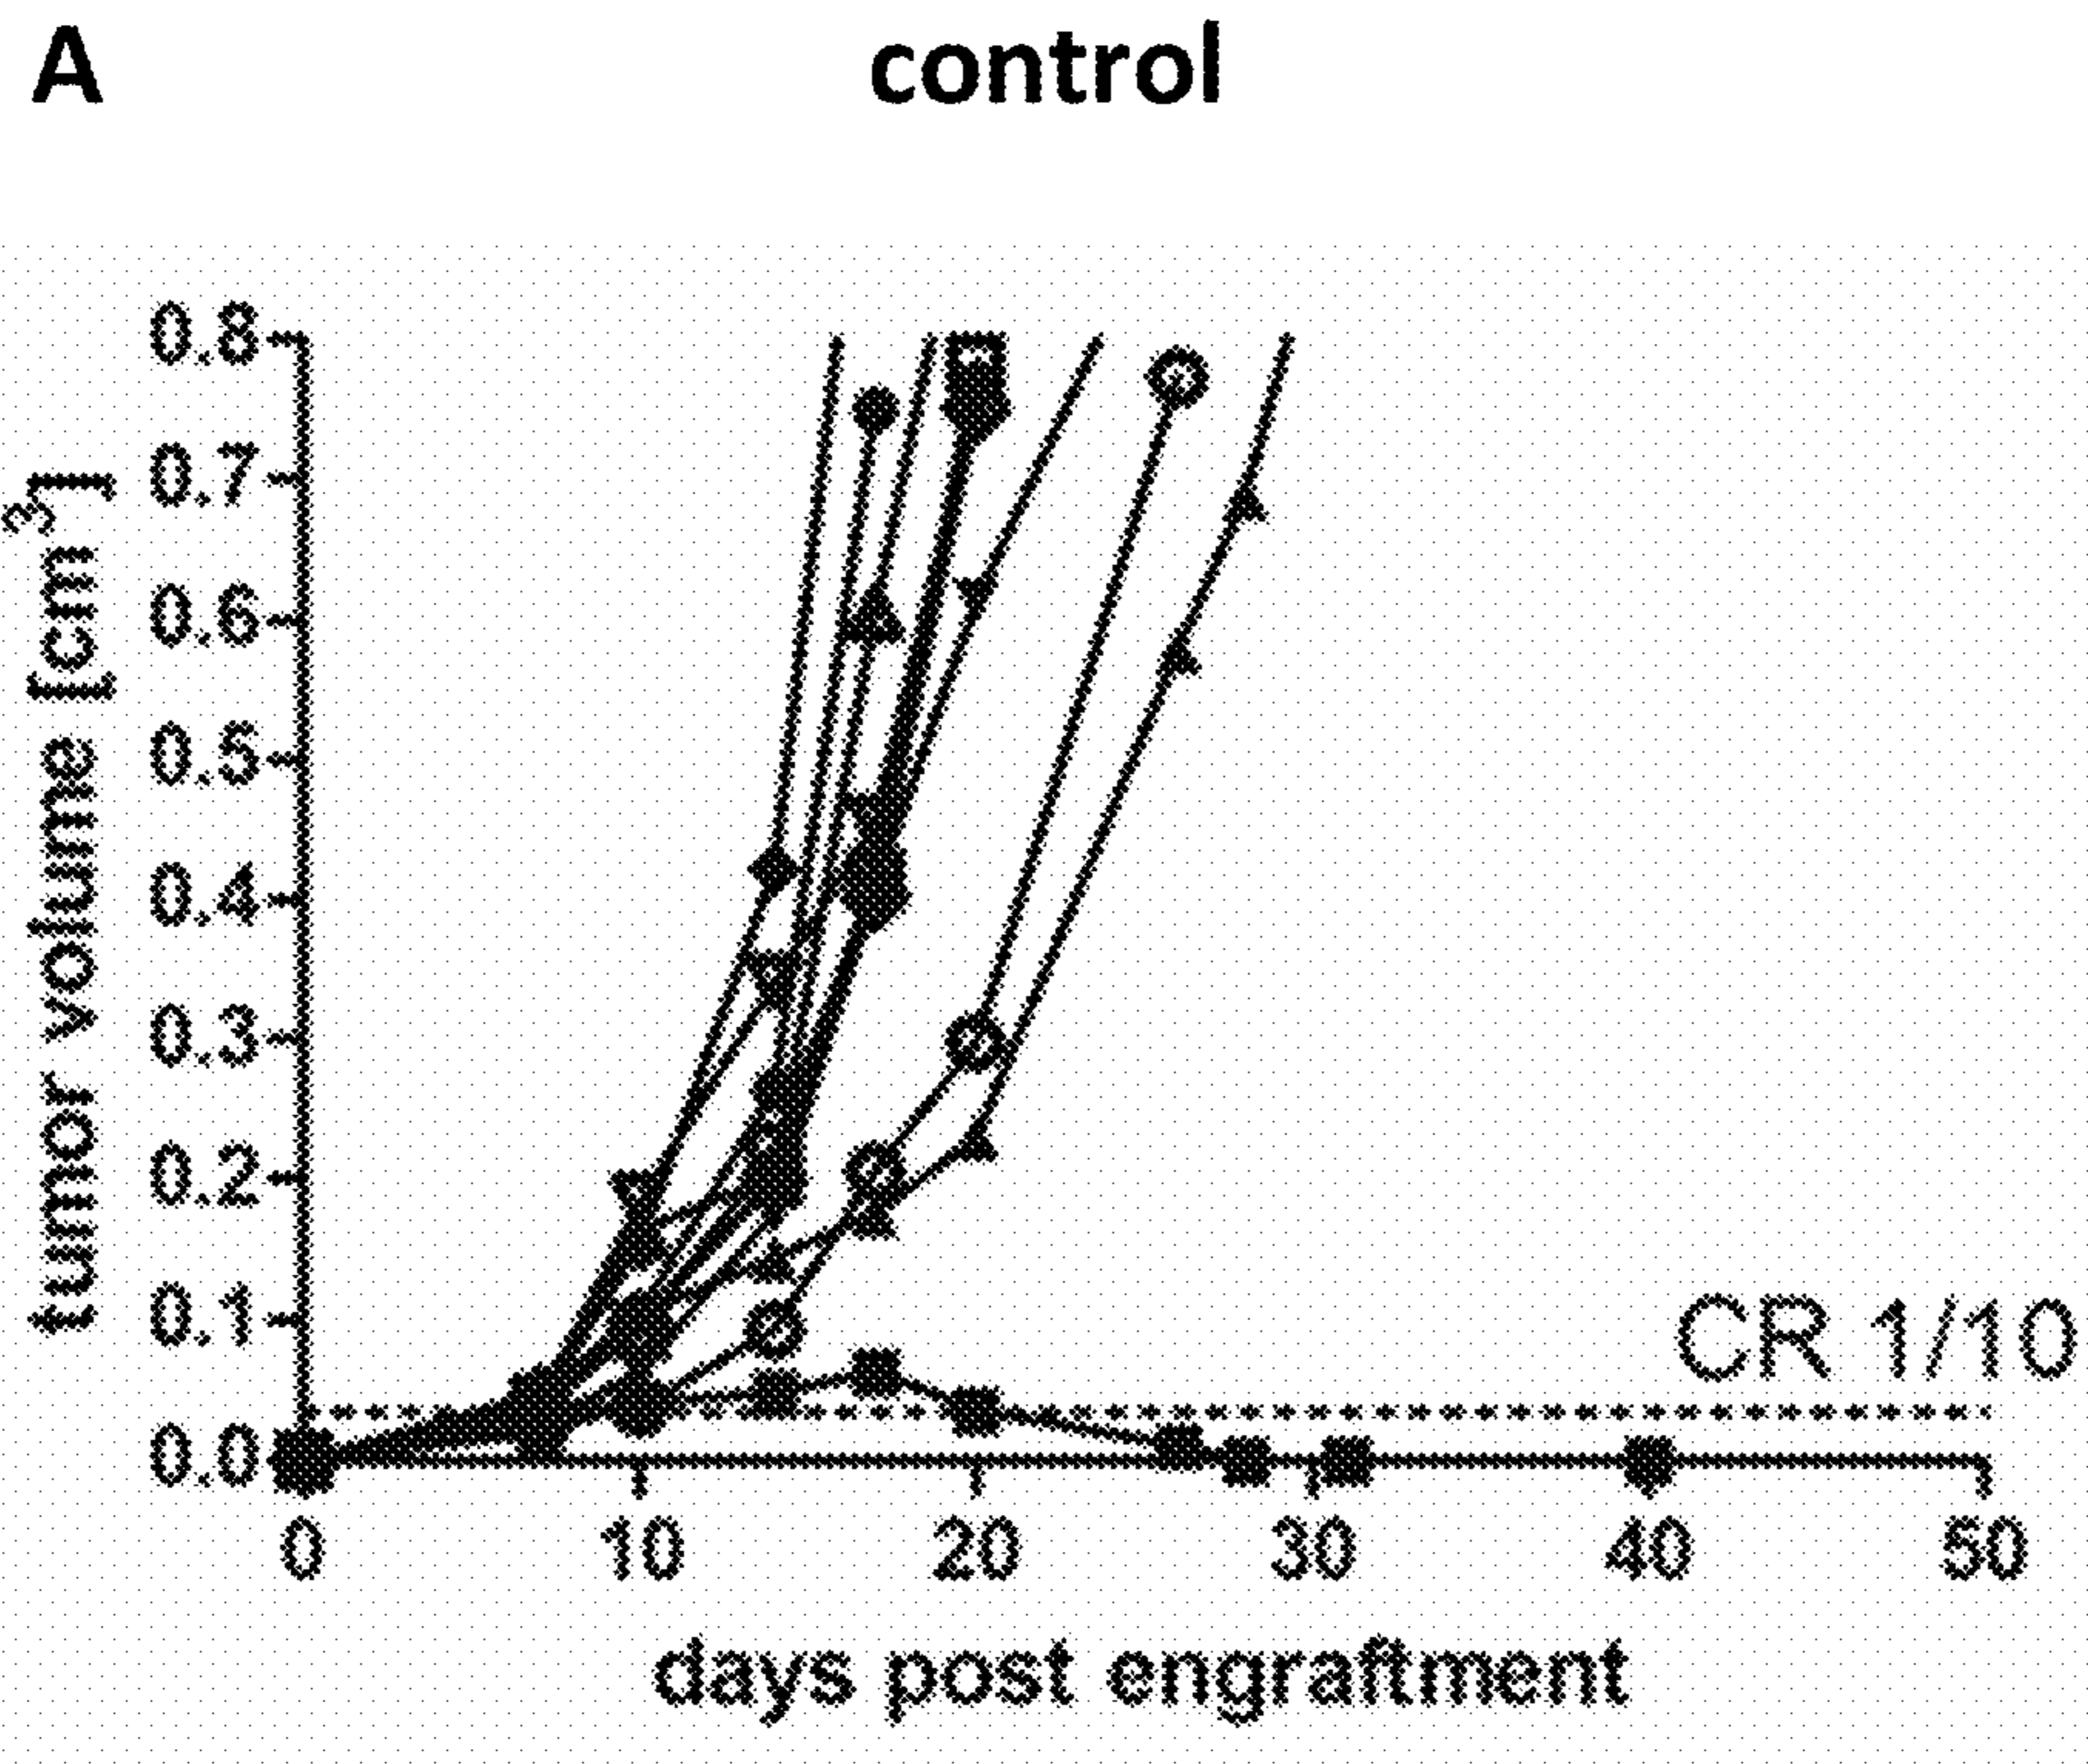 A
control
tumor volume [cm³]
0.8
0.7
0.6
0.5
0.4
0.3
0.2
0.1
0.0
CR 1/10
0 10 20 30 40 50
days post engraftment